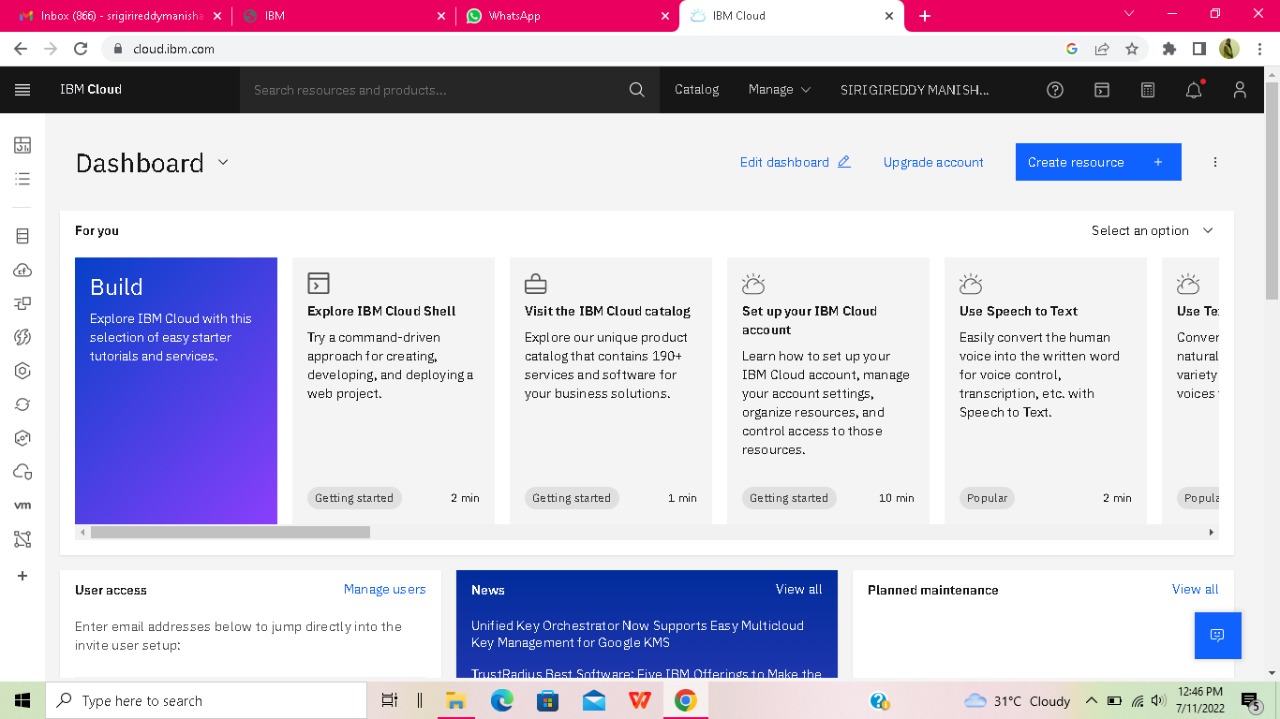 Inbox (866) - srigirireddymanisha
IBM
WhatsApp
IBM Cloud
cloud.ibm.com
IBM Cloud
Search resources and products...
Catalog
Manage
SIRIGIREDDY MANISH...
Dashboard
Edit dashboard
Upgrade account
Create resource +
For you
Select an option
Build
Explore IBM Cloud with this
selection of easy starter
tutorials and services.
Explore IBM Cloud Shell
Try a command-driven
approach for creating,
developing, and deploying a
web project.
Getting started
2 min
Visit the IBM Cloud catalog
Explore our unique product
catalog that contains 190+
services and software for
your business solutions.
Getting started
1 min
Set up your IBM Cloud
account
Learn how to set up your
IBM Cloud account, manage
your account settings,
organize resources, and
control access to those
resources.
Getting started
10 min
Use Speech to Text
Easily convert the human
voice into the written word
for voice control,
transcription, etc. with
Speech to Text.
Popular
2 min
Use
Conver
natural
variety
voices
Popula
vm
User access
Manage users
Enter email addresses below to jump directly into the
invite user setup:
News
View all
Unified Key Orchestrator Now Supports Easy Multicloud
Key Management for Google KMS
TrustRadius Best Software: Five IBM Offerings to Make the
Planned maintenance
View all
Type here to search
31°C Cloudy
12:46 PM
7/11/2022
5